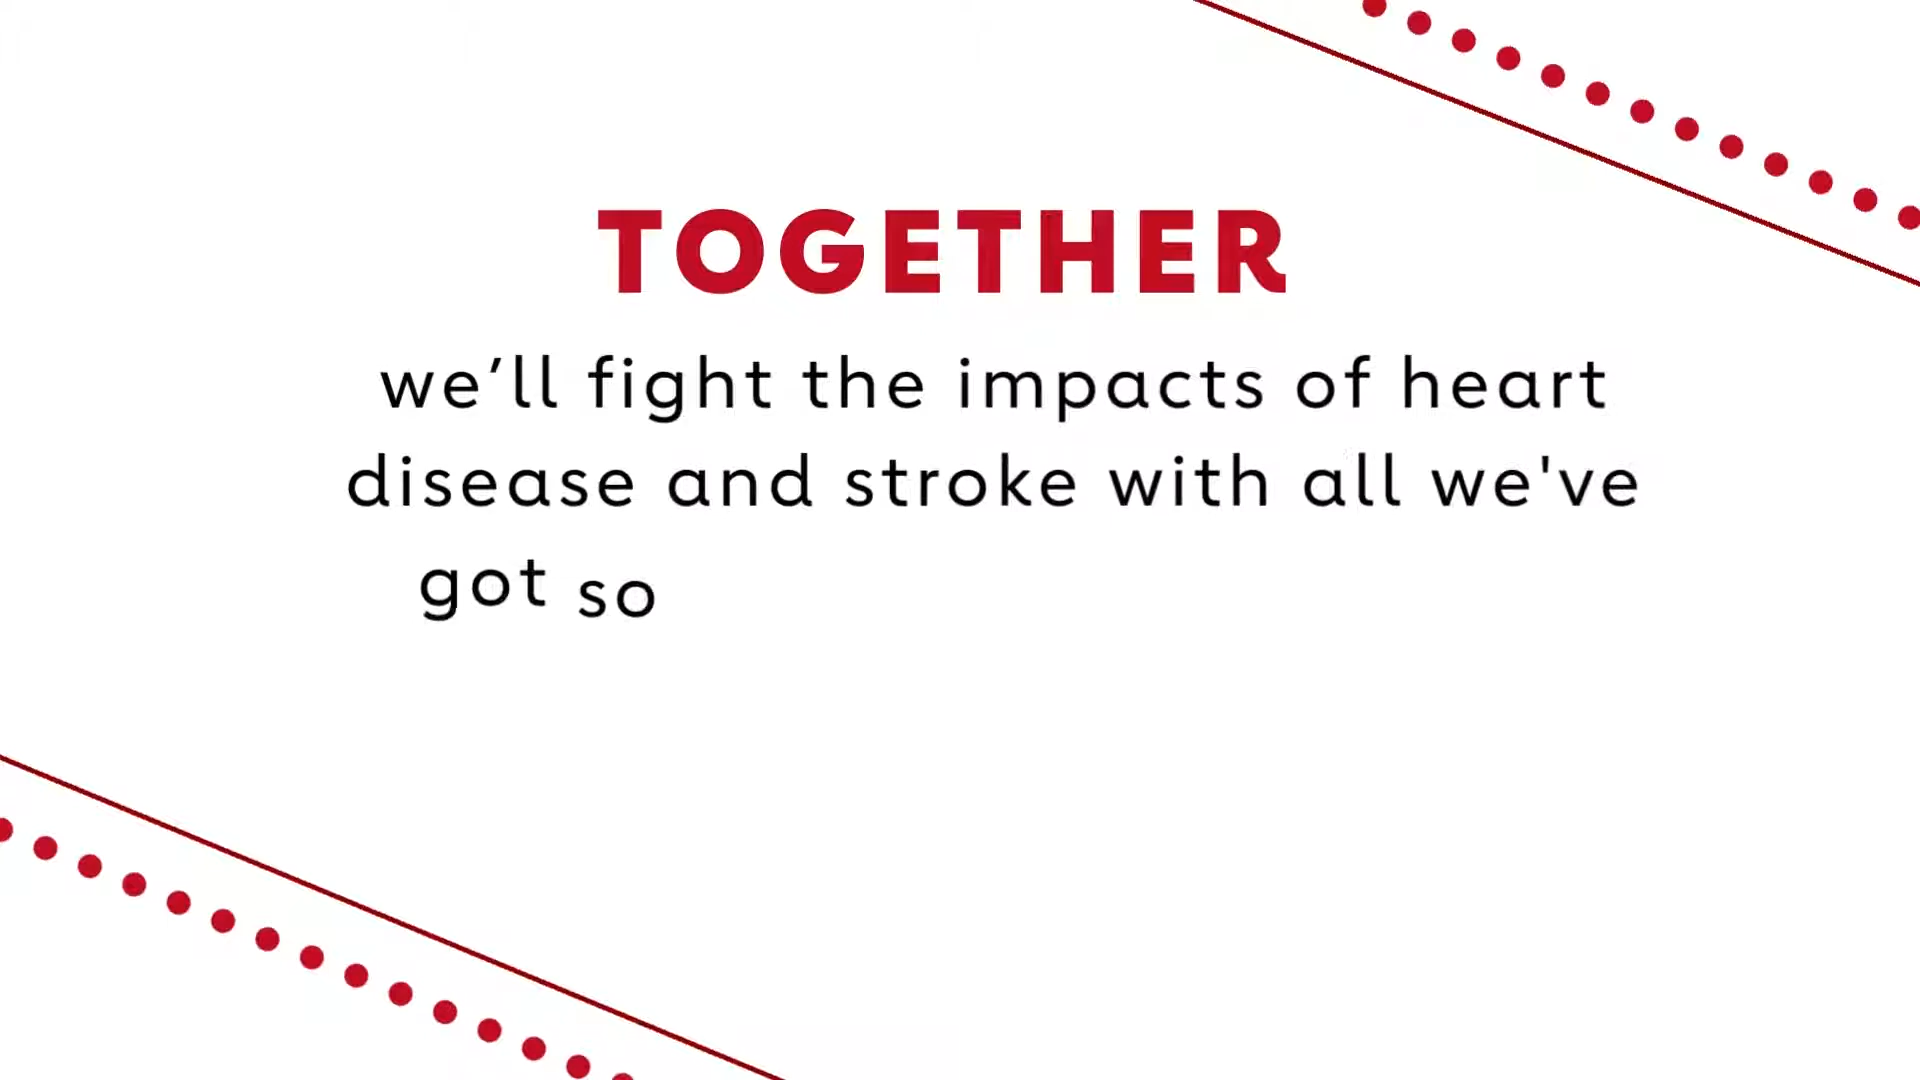 TOGETHER
we’ll fight the impacts of heart
disease and stroke with all we've
got so